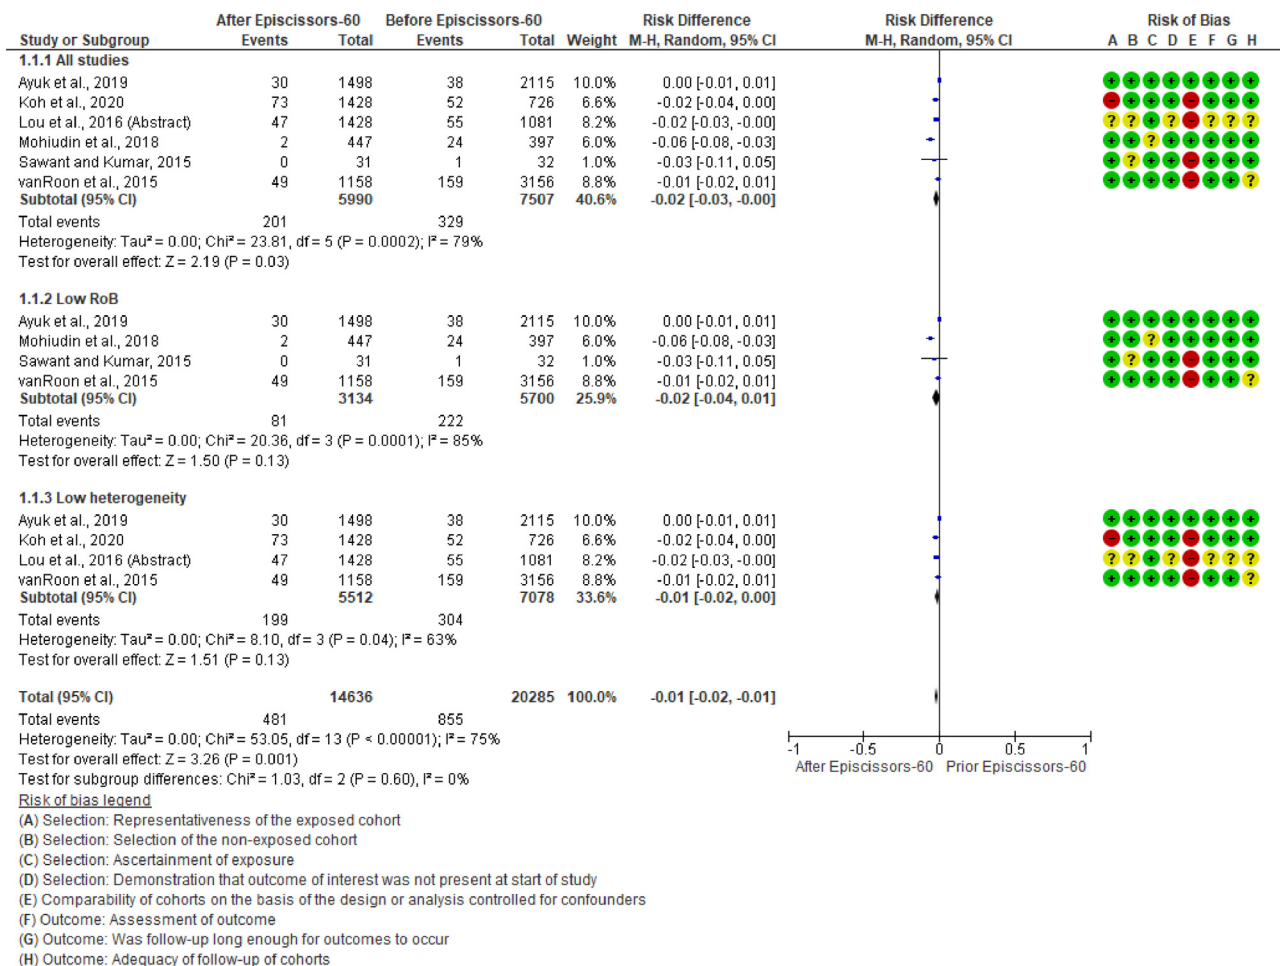 After Episcissors-60 Before Episcissors-60 Risk Difference Risk Difference Risk of Bias
Study or Subgroup Events Total Events Total Weight M-H, Random, 95% CI M-H, Random, 95% CI A B C D E F G H
1.1.1 All studies
Ayuk et al., 2019 30 1498 38 2115 10.0% 0.00 [-0.01, 0.01] + + + + + + + +
Koh et al., 2020 73 1428 52 726 6.6% -0.02 [-0.04, 0.00] - + + + - + + +
Lou et al., 2016 (Abstract) 47 1428 55 1081 8.2% -0.02 [-0.03, -0.00] ? ? + ? - ? ? ?
Mohiudin et al., 2018 2 447 24 397 6.0% -0.06 [-0.08, -0.03] + + ? + + + + +
Sawant and Kumar, 2015 0 31 1 32 1.0% -0.03 [-0.11, 0.05] + ? + + - + + +
vanRoon et al., 2015 49 1158 159 3156 8.8% -0.01 [-0.02, 0.01] + + + + - + + ?
Subtotal (95% CI) 5990 7507 40.6% -0.02 [-0.03, -0.00]
Total events 201 329
Heterogeneity: Tau² = 0.00; Chi² = 23.81, df = 5 (P = 0.0002); I² = 79%
Test for overall effect: Z = 2.19 (P = 0.03)
1.1.2 Low RoB
Ayuk et al., 2019 30 1498 38 2115 10.0% 0.00 [-0.01, 0.01] + + + + + + + +
Mohiudin et al., 2018 2 447 24 397 6.0% -0.06 [-0.08, -0.03] + + ? + + + + +
Sawant and Kumar, 2015 0 31 1 32 1.0% -0.03 [-0.11, 0.05] + ? + + - + + +
vanRoon et al., 2015 49 1158 159 3156 8.8% -0.01 [-0.02, 0.01] + + + + - + + ?
Subtotal (95% CI) 3134 5700 25.9% -0.02 [-0.04, 0.01]
Total events 81 222
Heterogeneity: Tau² = 0.00; Chi² = 20.36, df = 3 (P = 0.0001); I² = 85%
Test for overall effect: Z = 1.50 (P = 0.13)
1.1.3 Low heterogeneity
Ayuk et al., 2019 30 1498 38 2115 10.0% 0.00 [-0.01, 0.01] + + + + + + + +
Koh et al., 2020 73 1428 52 726 6.6% -0.02 [-0.04, 0.00] - + + + - + + +
Lou et al., 2016 (Abstract) 47 1428 55 1081 8.2% -0.02 [-0.03, -0.00] ? ? + ? - ? ? ?
vanRoon et al., 2015 49 1158 159 3156 8.8% -0.01 [-0.02, 0.01] + + + + - + + ?
Subtotal (95% CI) 5512 7078 33.6% -0.01 [-0.02, 0.00]
Total events 199 304
Heterogeneity: Tau² = 0.00; Chi² = 8.10, df = 3 (P = 0.04); I² = 63%
Test for overall effect: Z = 1.51 (P = 0.13)
Total (95% CI) 14636 20285 100.0% -0.01 [-0.02, -0.01]
Total events 481 855
Heterogeneity: Tau² = 0.00; Chi² = 53.05, df = 13 (P < 0.00001); I² = 75%
Test for overall effect: Z = 3.26 (P = 0.001)
Test for subgroup differences: Chi² = 1.03, df = 2 (P = 0.60), I² = 0%
-1 -0.5 0 0.5 1
After Episcissors-60 Prior Episcissors-60
Risk of bias legend
(A) Selection: Representativeness of the exposed cohort
(B) Selection: Selection of the non-exposed cohort
(C) Selection: Ascertainment of exposure
(D) Selection: Demonstration that outcome of interest was not present at start of study
(E) Comparability of cohorts on the basis of the design or analysis controlled for confounders
(F) Outcome: Assessment of outcome
(G) Outcome: Was follow-up long enough for outcomes to occur
(H) Outcome: Adequacy of follow-up of cohorts